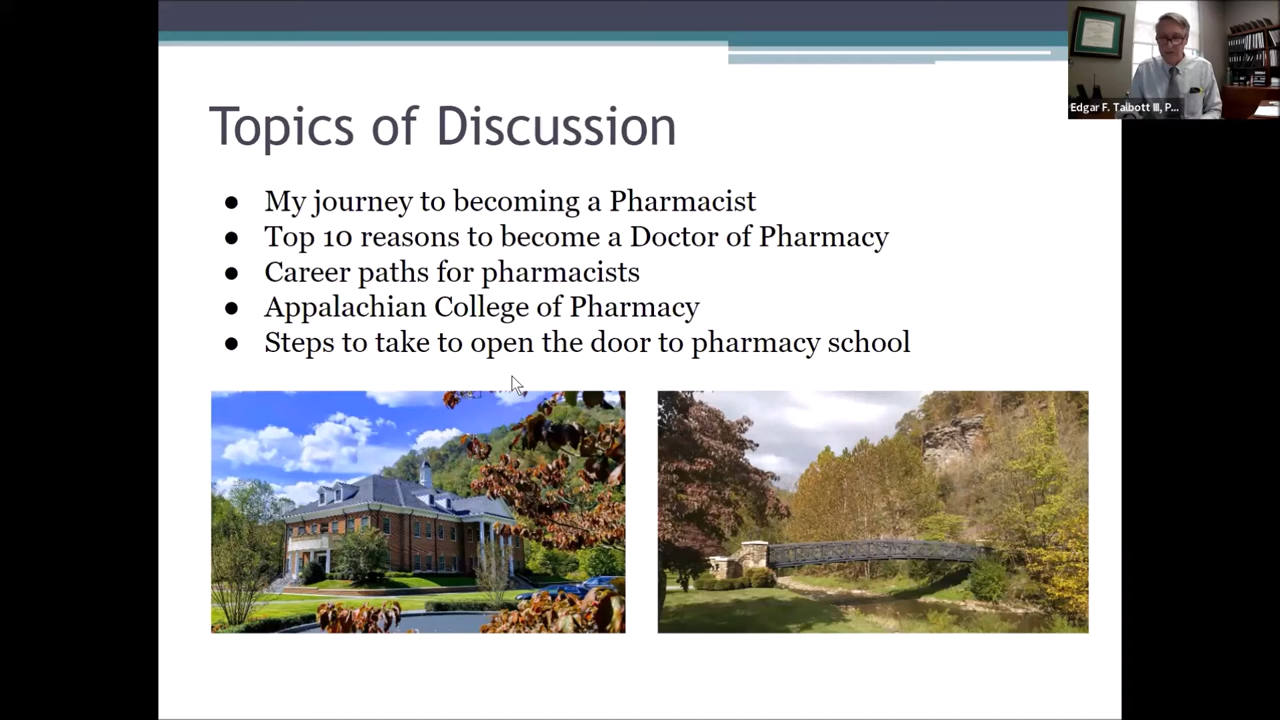 Edgar F. Talbott III, P...
Topics of Discussion
● My journey to becoming a Pharmacist
● Top 10 reasons to become a Doctor of Pharmacy
● Career paths for pharmacists
● Appalachian College of Pharmacy
● Steps to take to open the door to pharmacy school